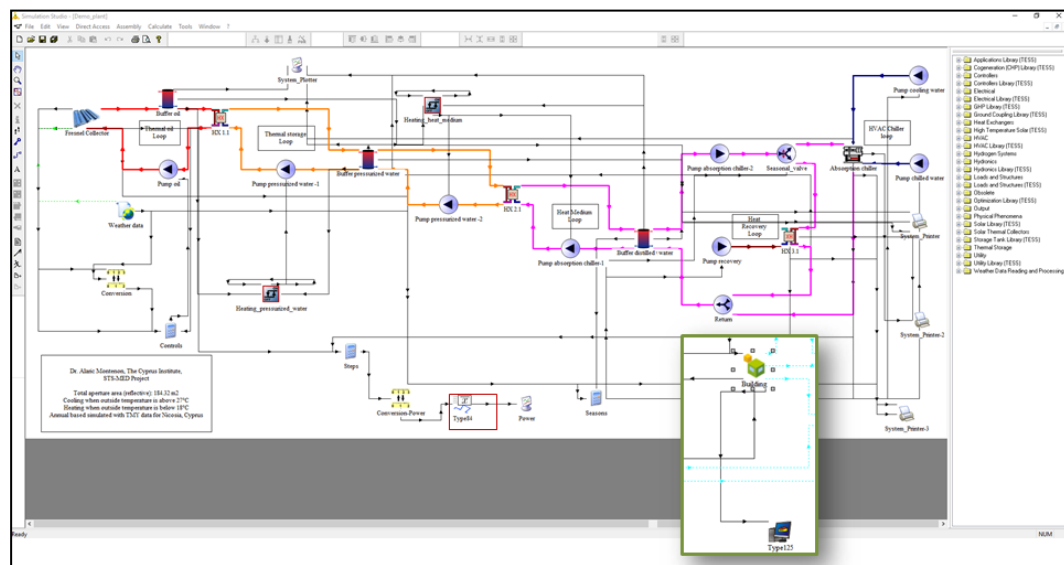 Simulation Studio - [Demo_plant]
File Edit View Direct Access Assembly Calculate Tools Window ?
System_Plotter
Buffer oil
Fresnel Collector
Thermal oil
Loop
HX 1.1
Thermal storage
Loop
Heating_heat_medium
Pump cooling water
HVAC Chiller
loop
Pump oil
Pump pressurized water-1
Buffer pressurized water
Pump absorption chiller-2
Seasonal_valve
Absorption chiller
Pump chilled water
Weather data
Pump pressurized water -2
HX 2.1
Heat Medium
Loop
Heat
Recovery
Loop
System_Printer
Pump absorption chiller-1
Buffer distilled water
Pump recovery
HX 3.1
Conversion
Heating_pressurized_water
Return
System_Printer-2
Controls
Steps
Dr. Alaric Montenon, The Cyprus Institute,
STS-MED Project
Total aperture area (reflective): 184.32 m2
Cooling when outside temperature is above 27°C
Heating when outside temperature is below 18°C
Annual based simulated with TMY data for Nicosia, Cyprus
Conversion-Power
Type84
Power
Seasons
Building
System_Printer-3
Type125
Applications Library (TESS)
Cogeneration (CHP) Library (TESS)
Controllers
Controllers Library (TESS)
Electrical
Electrical Library (TESS)
GHP Library (TESS)
Ground Coupling Library (TESS)
Heat Exchangers
High Temperature Solar (TESS)
HVAC
HVAC Library (TESS)
Hydrogen Systems
Hydronics
Hydronics Library (TESS)
Loads and Structures
Loads and Structures (TESS)
Obsolete
Optimization Library (TESS)
Output
Physical Phenomena
Solar Library (TESS)
Solar Thermal Collectors
Storage Tank Library (TESS)
Thermal Storage
Utility
Utility Library (TESS)
Weather Data Reading and Processing
Ready
NUM